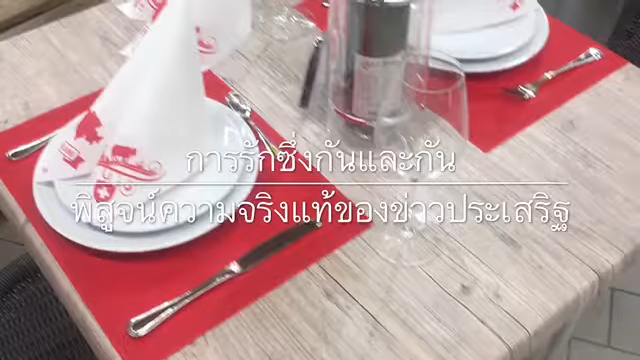 การรักซึ่งกันและกัน
พิสูจน์ความจริงแท้ของข่าวประเสริฐ